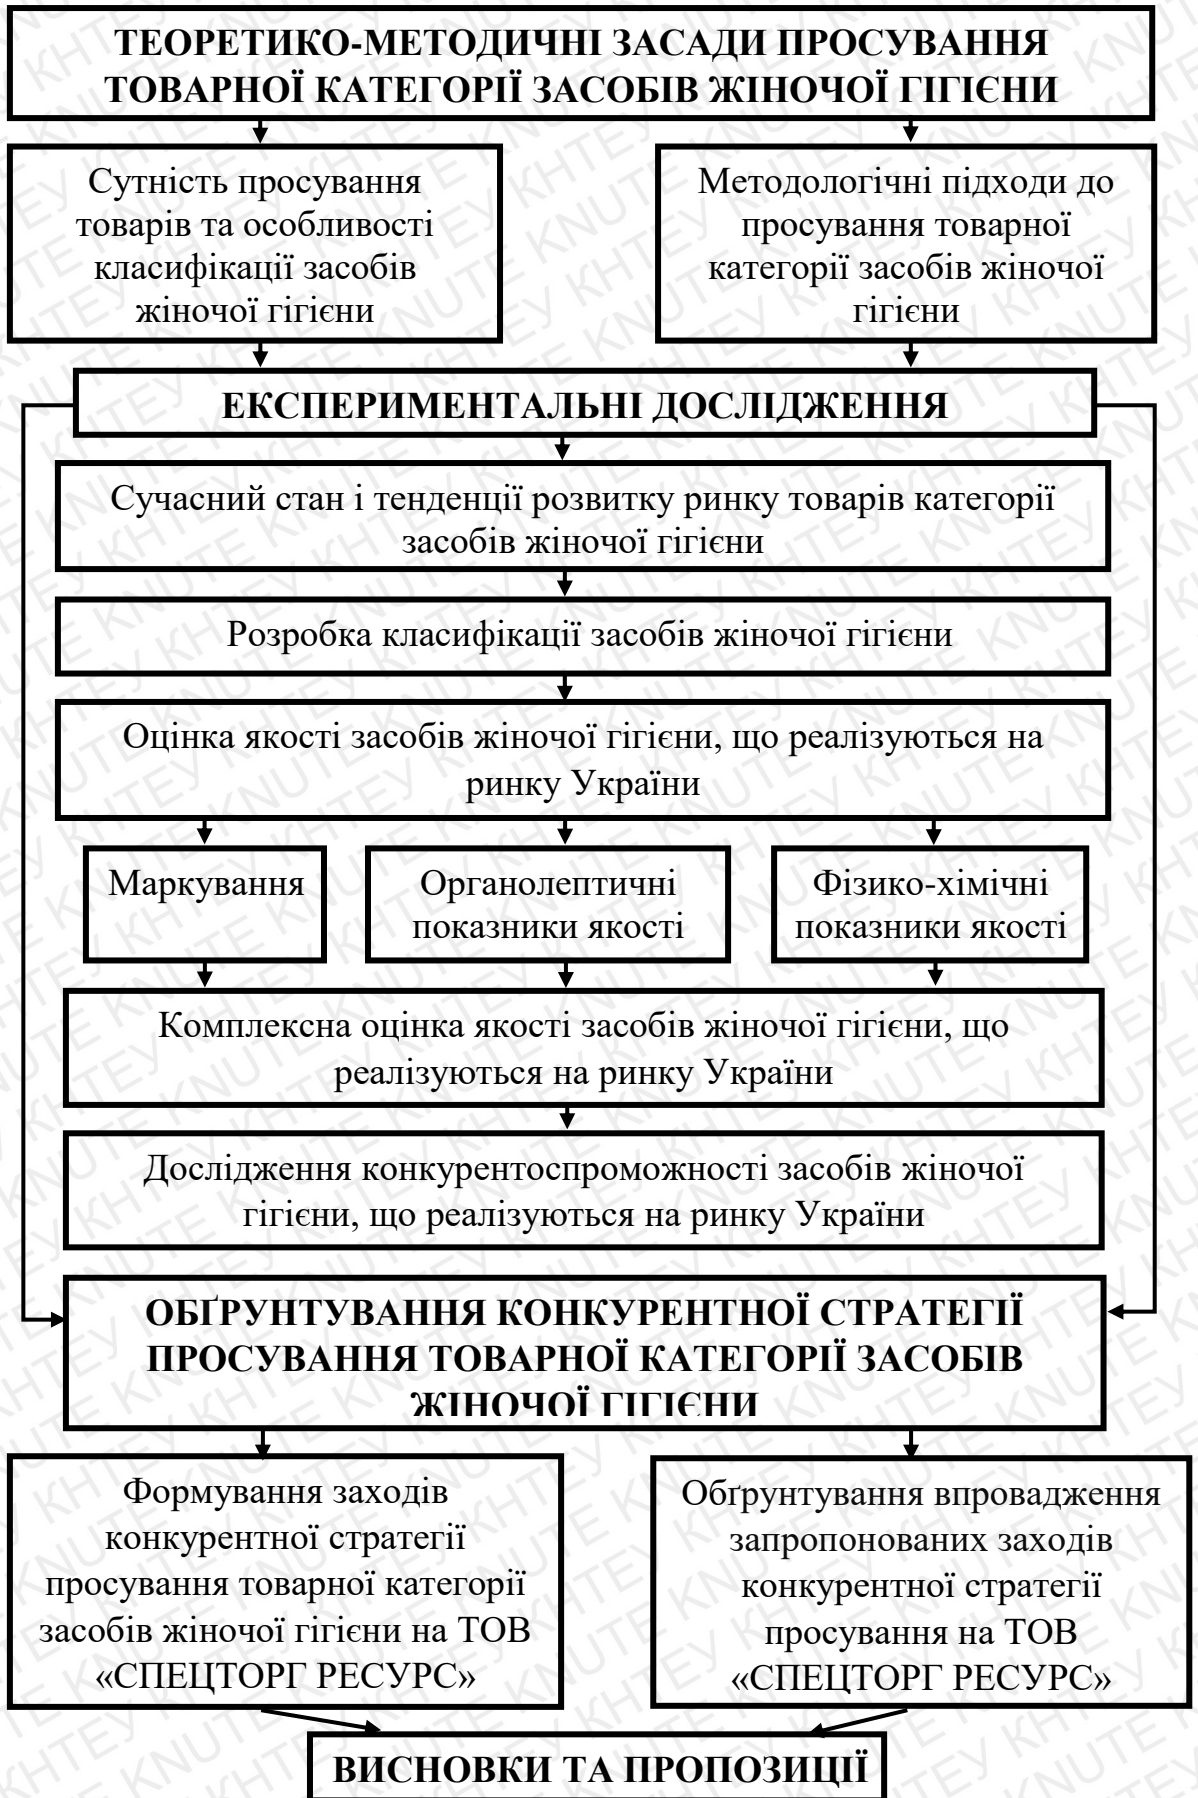 ТЕОРЕТИКО-МЕТОДИЧНІ ЗАСАДИ ПРОСУВАННЯ
ТОВАРНОЇ КАТЕГОРІЇ ЗАСОБІВ ЖІНОЧОЇ ГІГІЄНИ
Сутність просування
товарів та особливості
класифікації засобів
жіночої гігієни
Методологічні підходи до
просування товарної
категорії засобів жіночої
гігієни
ЕКСПЕРИМЕНТАЛЬНІ ДОСЛІДЖЕННЯ
Сучасний стан і тенденції розвитку ринку товарів категорії
засобів жіночої гігієни
Розробка класифікації засобів жіночої гігієни
Оцінка якості засобів жіночої гігієни, що реалізуються на
ринку України
Маркування
Органолептичні
показники якості
Фізико-хімічні
показники якості
Комплексна оцінка якості засобів жіночої гігієни, що
реалізуються на ринку України
Дослідження конкурентоспроможності засобів жіночої
гігієни, що реалізуються на ринку України
ОБҐРУНТУВАННЯ КОНКУРЕНТНОЇ СТРАТЕГІЇ
ПРОСУВАННЯ ТОВАРНОЇ КАТЕГОРІЇ ЗАСОБІВ
ЖІНОЧОЇ ГІГІЄНИ
Формування заходів
конкурентної стратегії
просування товарної категорії
засобів жіночої гігієни на ТОВ
«СПЕЦТОРГ РЕСУРС»
Обґрунтування впровадження
запропонованих заходів
конкурентної стратегії
просування на ТОВ
«СПЕЦТОРГ РЕСУРС»
ВИСНОВКИ ТА ПРОПОЗИЦІЇ